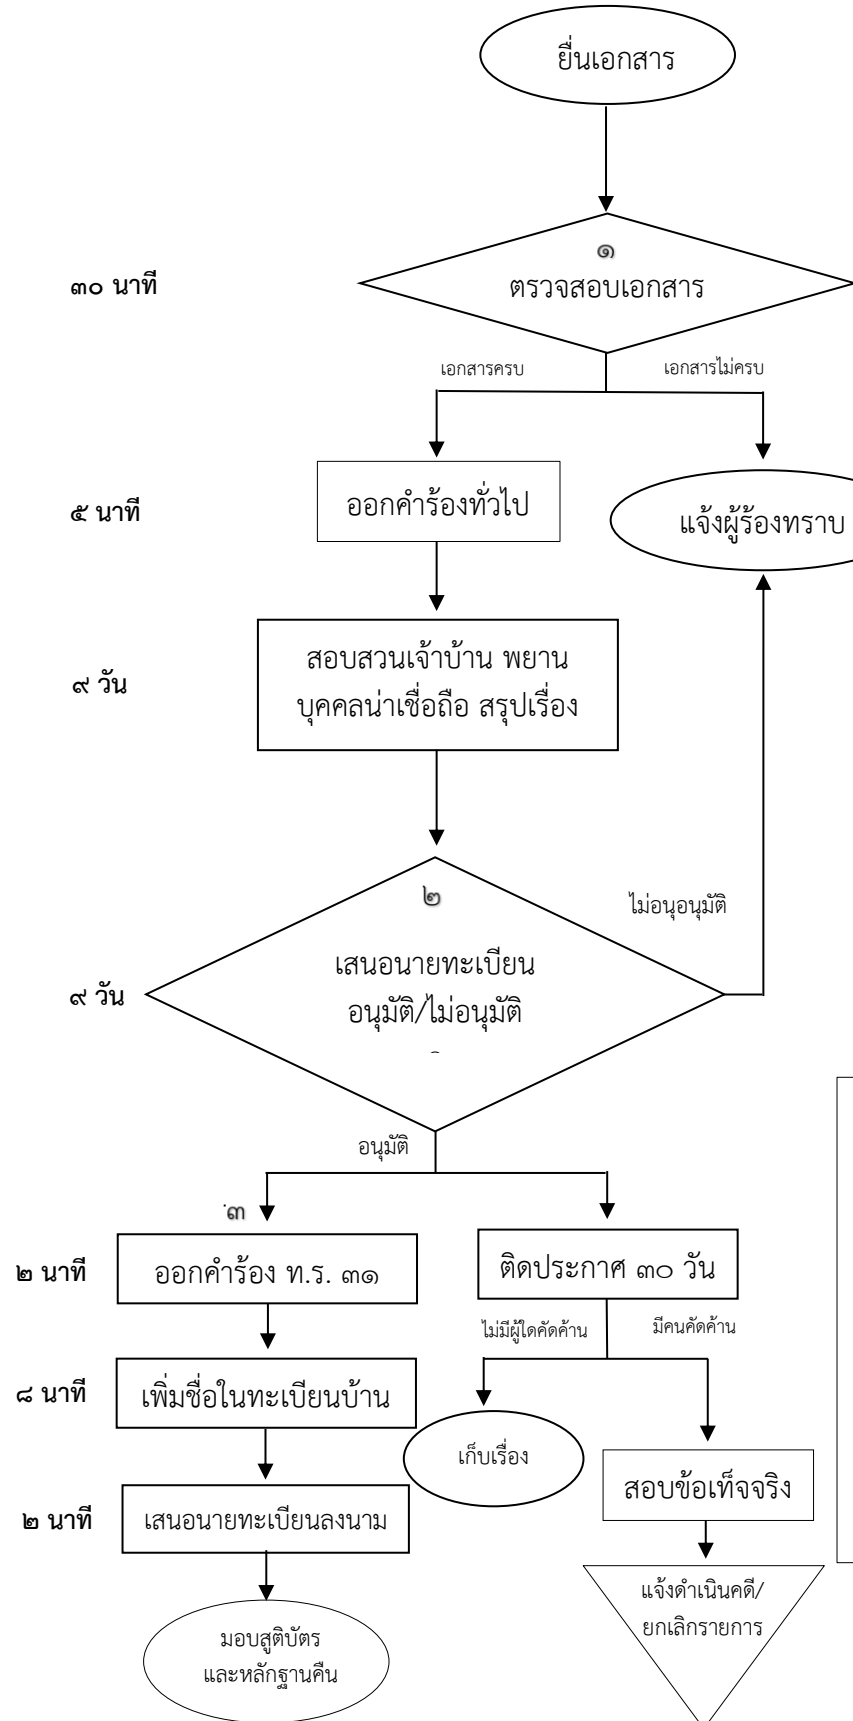 ยื่นเอกสาร
๑
๓๐ นาที
ตรวจสอบเอกสาร
เอกสารครบ
เอกสารไม่ครบ
๕ นาที
ออกคำร้องทั่วไป
แจ้งผู้ร้องทราบ
๙ วัน
สอบสวนเจ้าบ้าน พยาน
บุคคลน่าเชื่อถือ สรุปเรื่อง
๒
ไม่อนุอนุมัติ
๙ วัน
เสนอนายทะเบียน
อนุมัติ/ไม่อนุมัติ
อนุมัติ
๓
๒ นาที
ออกคำร้อง ท.ร. ๓๑
ติดประกาศ ๓๐ วัน
ไม่มีผู้ใดคัดค้าน
มีคนคัดค้าน
๘ นาที
เพิ่มชื่อในทะเบียนบ้าน
เก็บเรื่อง
สอบข้อเท็จจริง
๒ นาที
เสนอนายทะเบียนลงนาม
แจ้งดำเนินคดี/
ยกเลิกรายการ
มอบสูติบัตร
และหลักฐานคืน